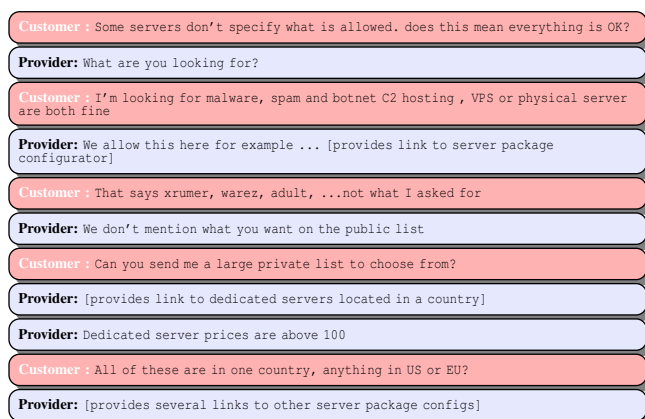 Customer : Some servers don't specify what is allowed. does this mean everything is OK?
Provider: What are you looking for?
Customer : I'm looking for malware, spam and botnet C2 hosting , VPS or physical server
are both fine
Provider: We allow this here for example ... [provides link to server package
configurator]
Customer : That says xrumer, warez, adult, ...not what I asked for
Provider: We don't mention what you want on the public list
Customer : Can you send me a large private list to choose from?
Provider: [provides link to dedicated servers located in a country]
Provider: Dedicated server prices are above 100
Customer : All of these are in one country, anything in US or EU?
Provider: [provides several links to other server package configs]